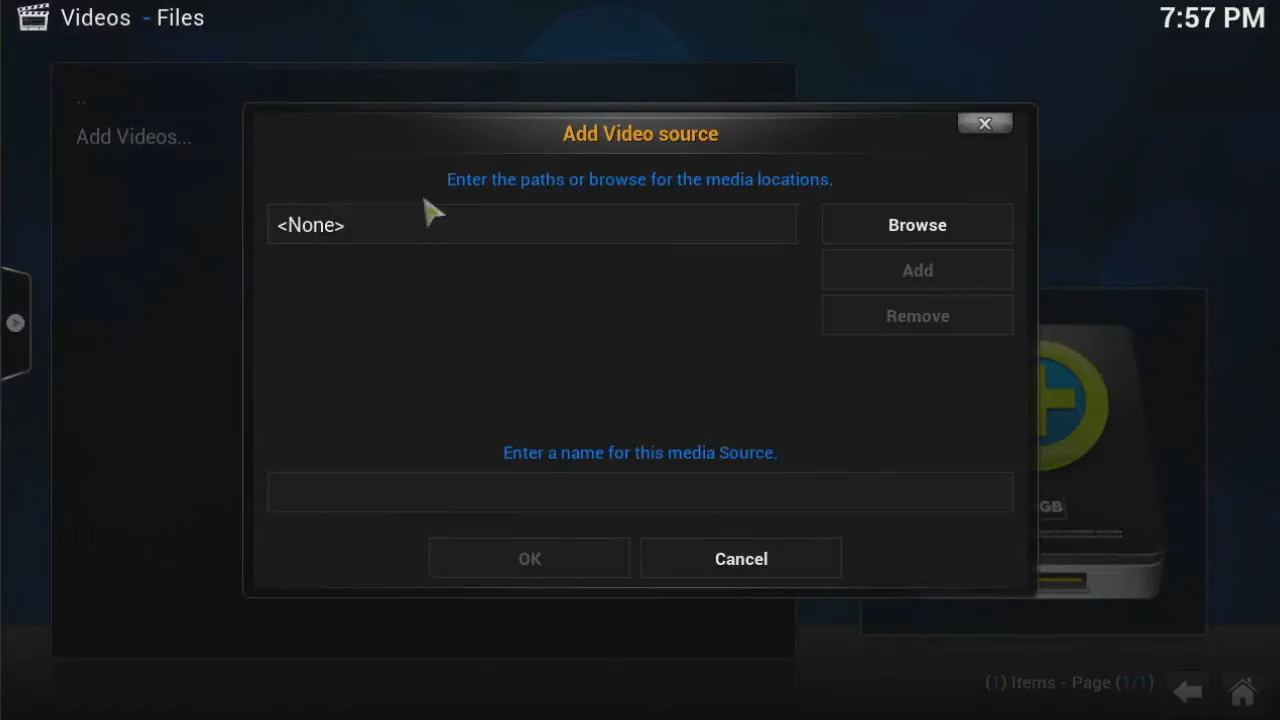 Videos - Files
7:57 PM
..
Add Videos...
Add Video source
Enter the paths or browse for the media locations.
<None>
Browse
Add
Remove
GB
Enter a name for this media Source.
OK
Cancel
(1) Items - Page (1/1)